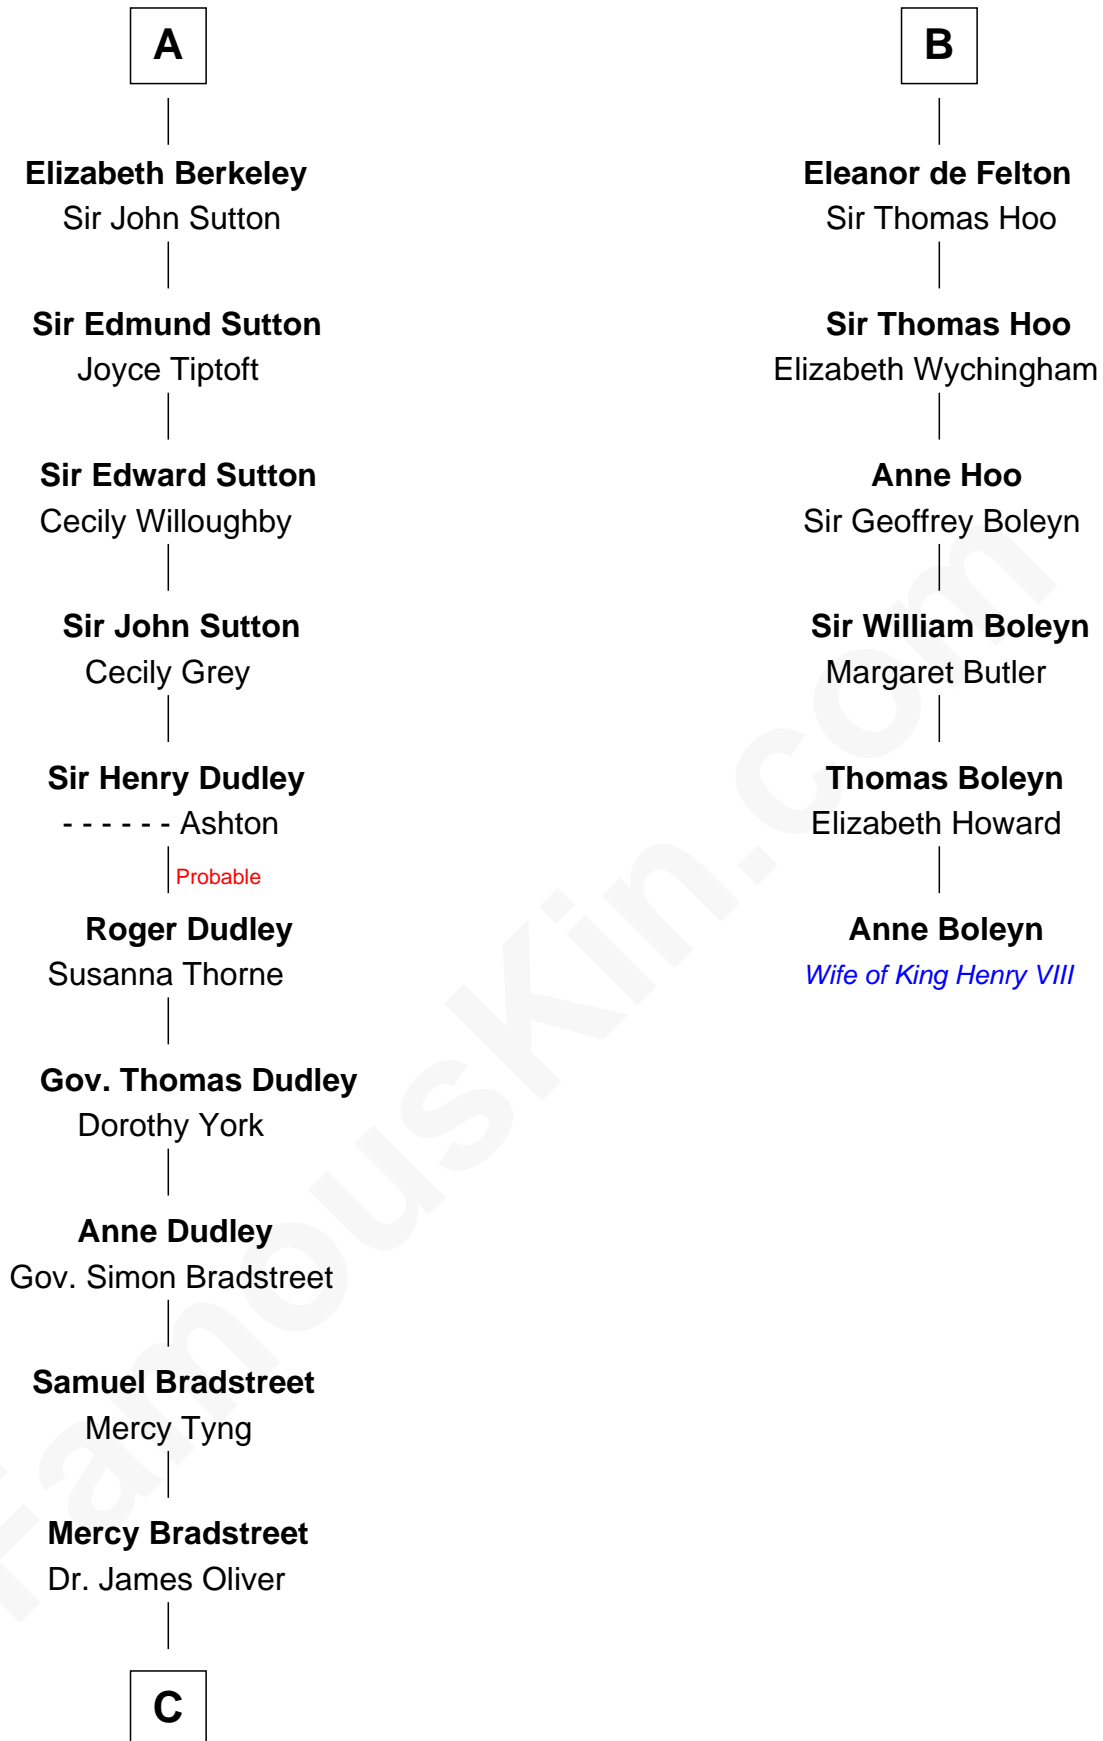 A
Elizabeth Berkeley
Sir John Sutton
Sir Edmund Sutton
Joyce Tiptoft
Sir Edward Sutton
Cecily Willoughby
Sir John Sutton
Cecily Grey
Sir Henry Dudley
- - - - - - Ashton
Probable
Roger Dudley
Susanna Thorne
Gov. Thomas Dudley
Dorothy York
Anne Dudley
Gov. Simon Bradstreet
Samuel Bradstreet
Mercy Tyng
Mercy Bradstreet
Dr. James Oliver
C
B
Eleanor de Felton
Sir Thomas Hoo
Sir Thomas Hoo
Elizabeth Wychingham
Anne Hoo
Sir Geoffrey Boleyn
Sir William Boleyn
Margaret Butler
Thomas Boleyn
Elizabeth Howard
Anne Boleyn
Wife of King Henry VIII
FamousKin.com